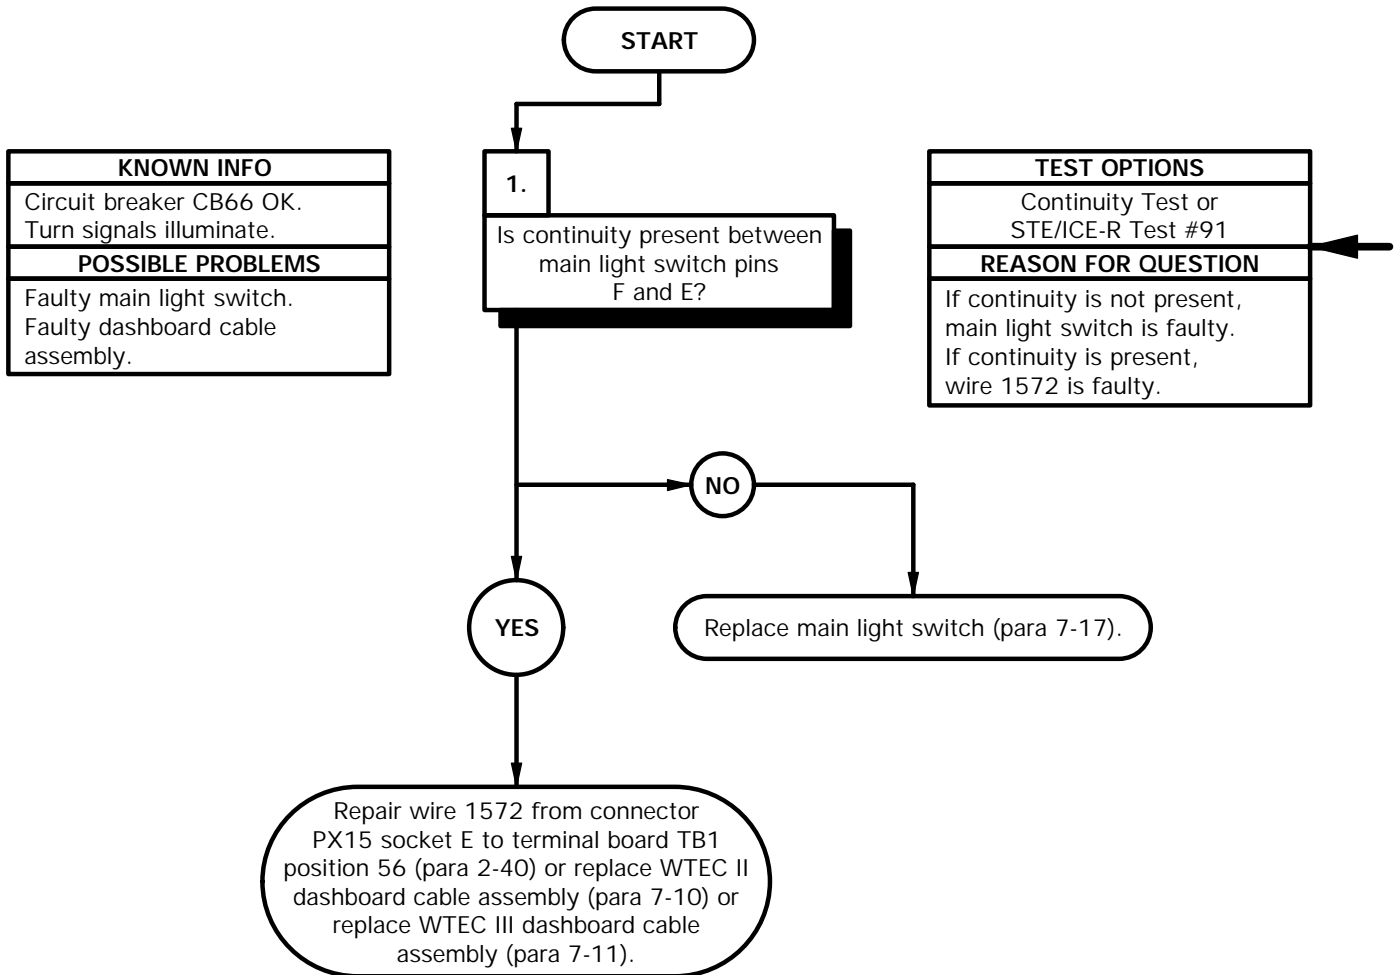 START
KNOWN INFO
Circuit breaker CB66 OK.
Turn signals illuminate.
POSSIBLE PROBLEMS
Faulty main light switch.
Faulty dashboard cable
assembly.
1.
Is continuity present between
main light switch pins
F and E?
TEST OPTIONS
Continuity Test or
STE/ICE-R Test #91
REASON FOR QUESTION
If continuity is not present,
main light switch is faulty.
If continuity is present,
wire 1572 is faulty.
NO
YES
Replace main light switch (para 7-17).
Repair wire 1572 from connector
PX15 socket E to terminal board TB1
position 56 (para 2-40) or replace WTEC II
dashboard cable assembly (para 7-10) or
replace WTEC III dashboard cable
assembly (para 7-11).